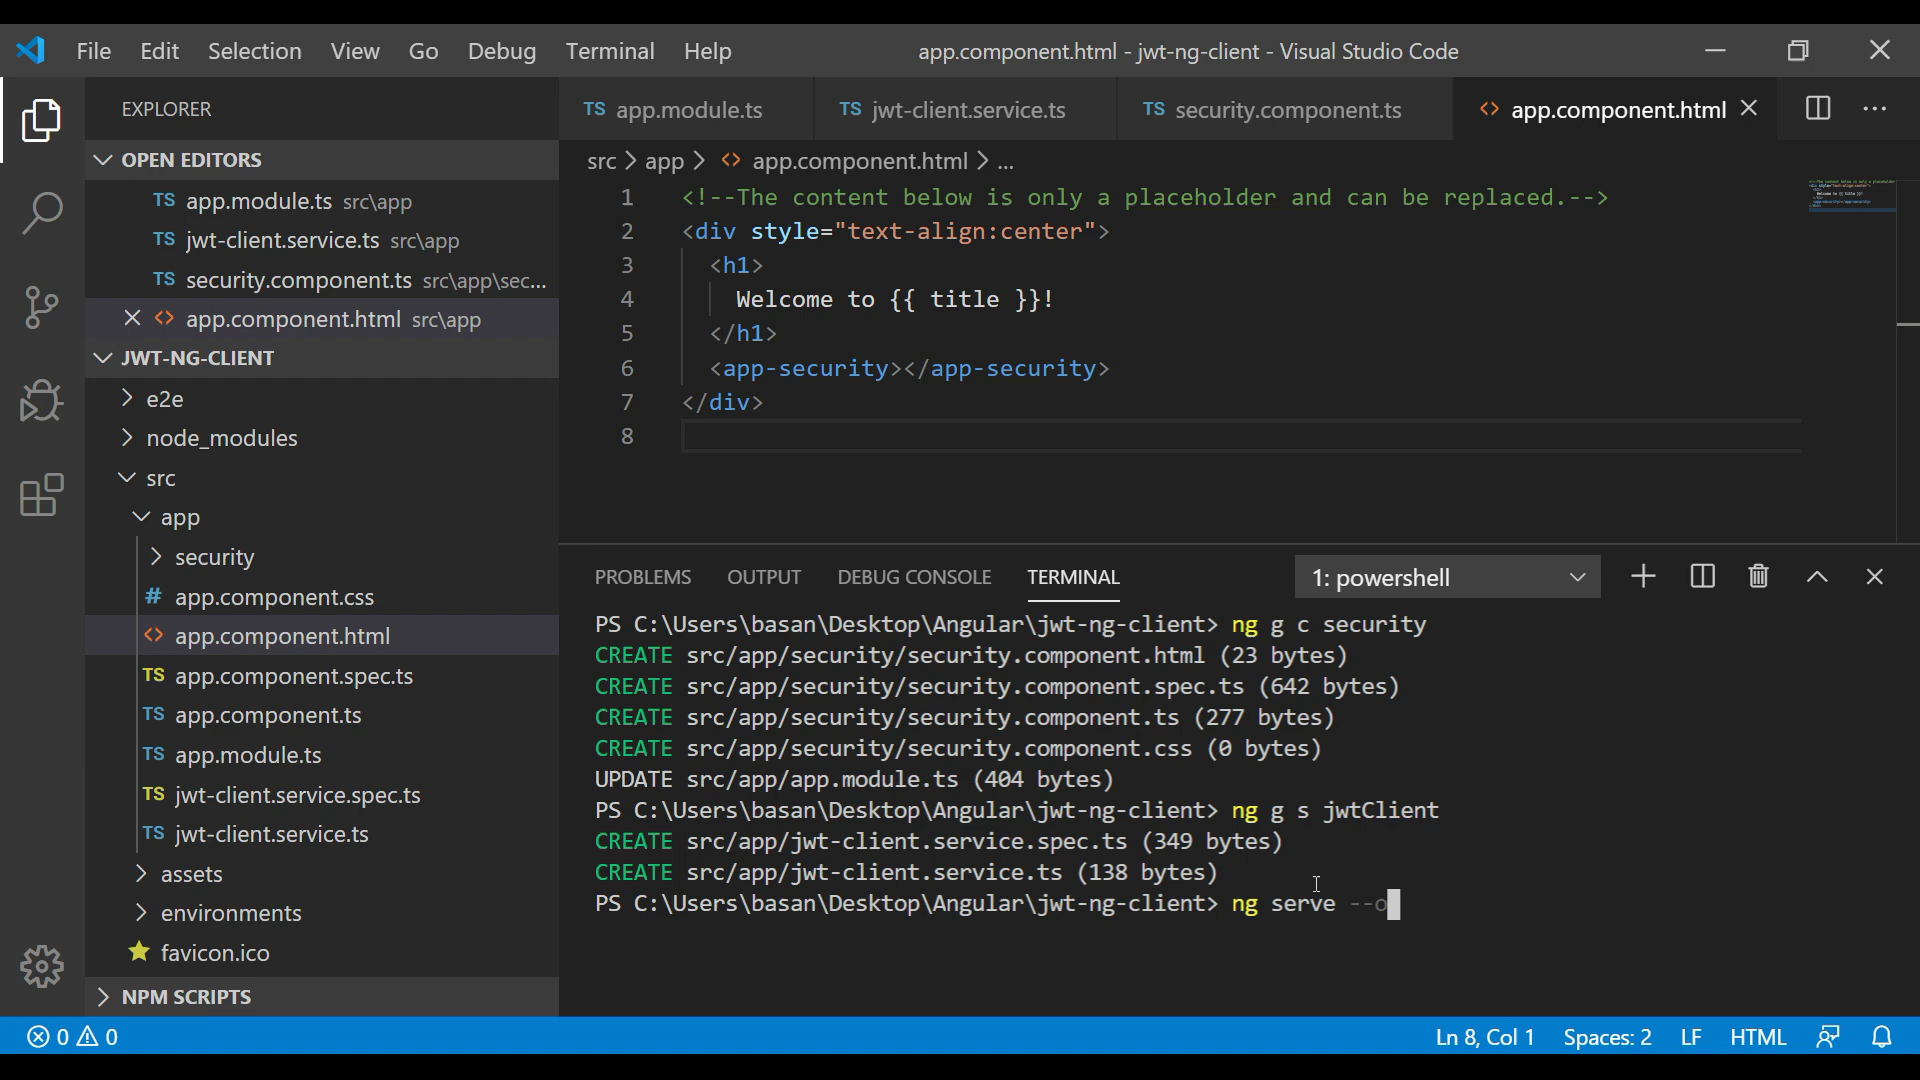 File Edit Selection View Go Debug Terminal Help
app.component.html - jwt-ng-client - Visual Studio Code
EXPLORER
OPEN EDITORS
TS app.module.ts src\app
TS jwt-client.service.ts src\app
TS security.component.ts src\app\sec...
<> app.component.html src\app
JWT-NG-CLIENT
e2e
node_modules
src
app
security
# app.component.css
<> app.component.html
TS app.component.spec.ts
TS app.component.ts
TS app.module.ts
TS jwt-client.service.spec.ts
TS jwt-client.service.ts
assets
environments
favicon.ico
NPM SCRIPTS
TS app.module.ts TS jwt-client.service.ts TS security.component.ts <> app.component.html
src > app > <> app.component.html > ...
1 <!--The content below is only a placeholder and can be replaced.-->
2 <div style="text-align:center">
3 <h1>
4 Welcome to {{ title }}!
5 </h1>
6 <app-security></app-security>
7 </div>
8
PROBLEMS OUTPUT DEBUG CONSOLE TERMINAL 1: powershell
PS C:\Users\basan\Desktop\Angular\jwt-ng-client> ng g c security
CREATE src/app/security/security.component.html (23 bytes)
CREATE src/app/security/security.component.spec.ts (642 bytes)
CREATE src/app/security/security.component.ts (277 bytes)
CREATE src/app/security/security.component.css (0 bytes)
UPDATE src/app/app.module.ts (404 bytes)
PS C:\Users\basan\Desktop\Angular\jwt-ng-client> ng g s jwtClient
CREATE src/app/jwt-client.service.spec.ts (349 bytes)
CREATE src/app/jwt-client.service.ts (138 bytes)
PS C:\Users\basan\Desktop\Angular\jwt-ng-client> ng serve --o
0 0
Ln 8, Col 1 Spaces: 2 LF HTML